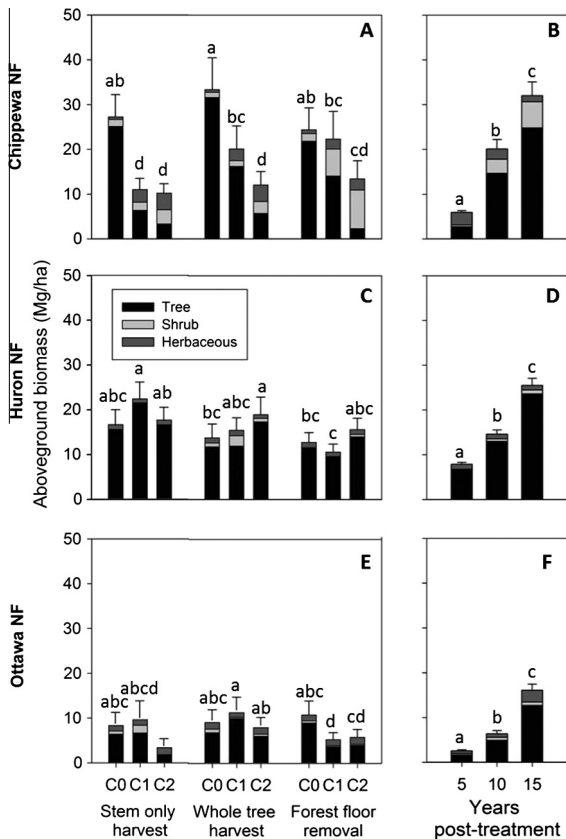 Chippewa NF
Huron NF
Ottawa NF
Aboveground biomass (Mg/ha)
A
50
40
30
20
10
0
ab
d
d
a
bc
d
ab
ab
cd
B
a
b
c
C
50
40
30
20
10
0
Tree
Shrub
Herbaceous
abc
a
ab
bc
abc
a
bc
c
abc
D
a
b
c
E
50
40
30
20
10
0
abc
abcd
cd
abc
a
ab
abc
d
cd
F
a
b
c
C0 C1 C2 C0 C1 C2 C0 C1 C2
Stem only harvest
Whole tree harvest
Forest floor removal
5 10 15
Years
post-treatment